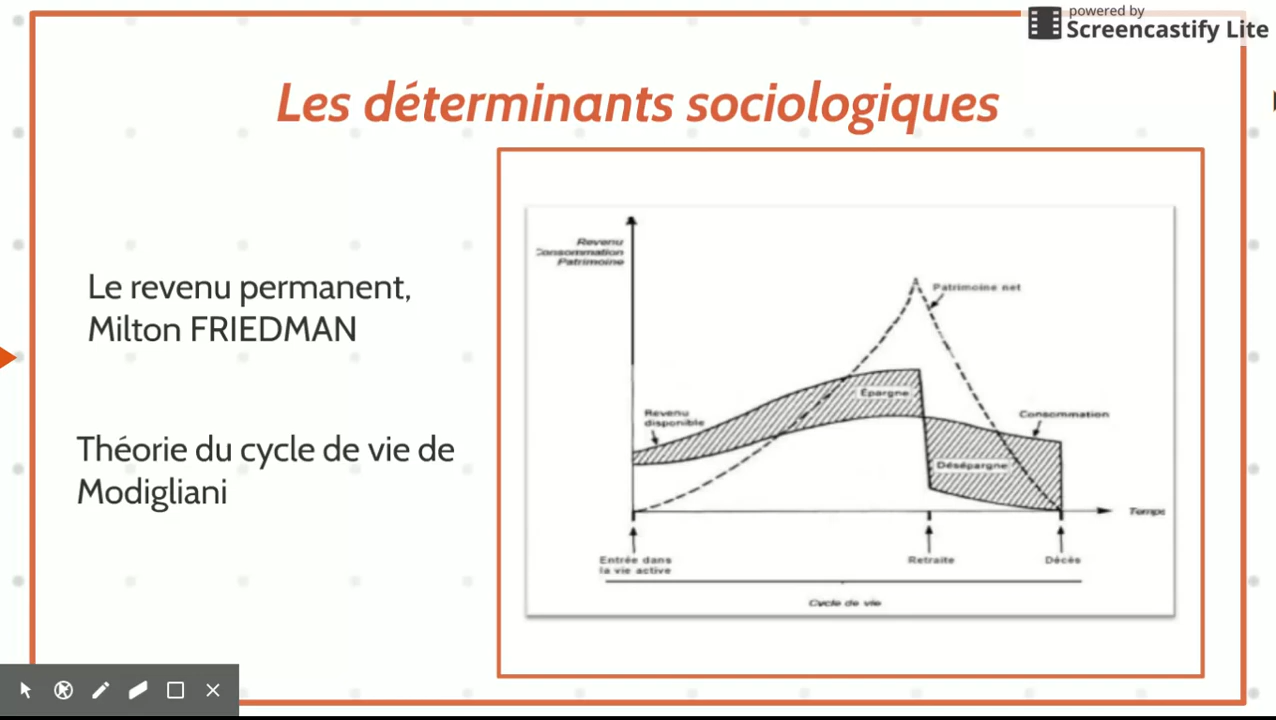 powered by
Screencastify Lite
Les déterminants sociologiques
Le revenu permanent,
Milton FRIEDMAN
Théorie du cycle de vie de
Modigliani
Revenu
Consommation
Patrimoine
Patrimoine net
Épargne
Revenu
disponible
Consommation
Désépargne
Temps
Entrée dans
la vie active
Retraite
Décès
Cycle de vie